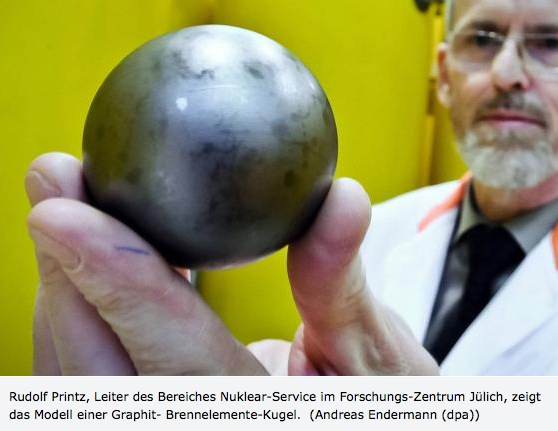 Rudolf Printz, Leiter des Bereiches Nuklear-Service im Forschungs-Zentrum Jülich, zeigt
das Modell einer Graphit- Brennelemente-Kugel. (Andreas Endermann (dpa))